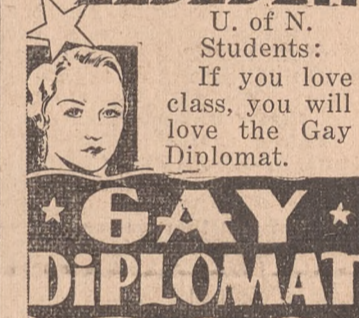 U. of N.
Students:
If you love
class, you will
love the Gay
Diplomat.
GAY
DiPLOMAT